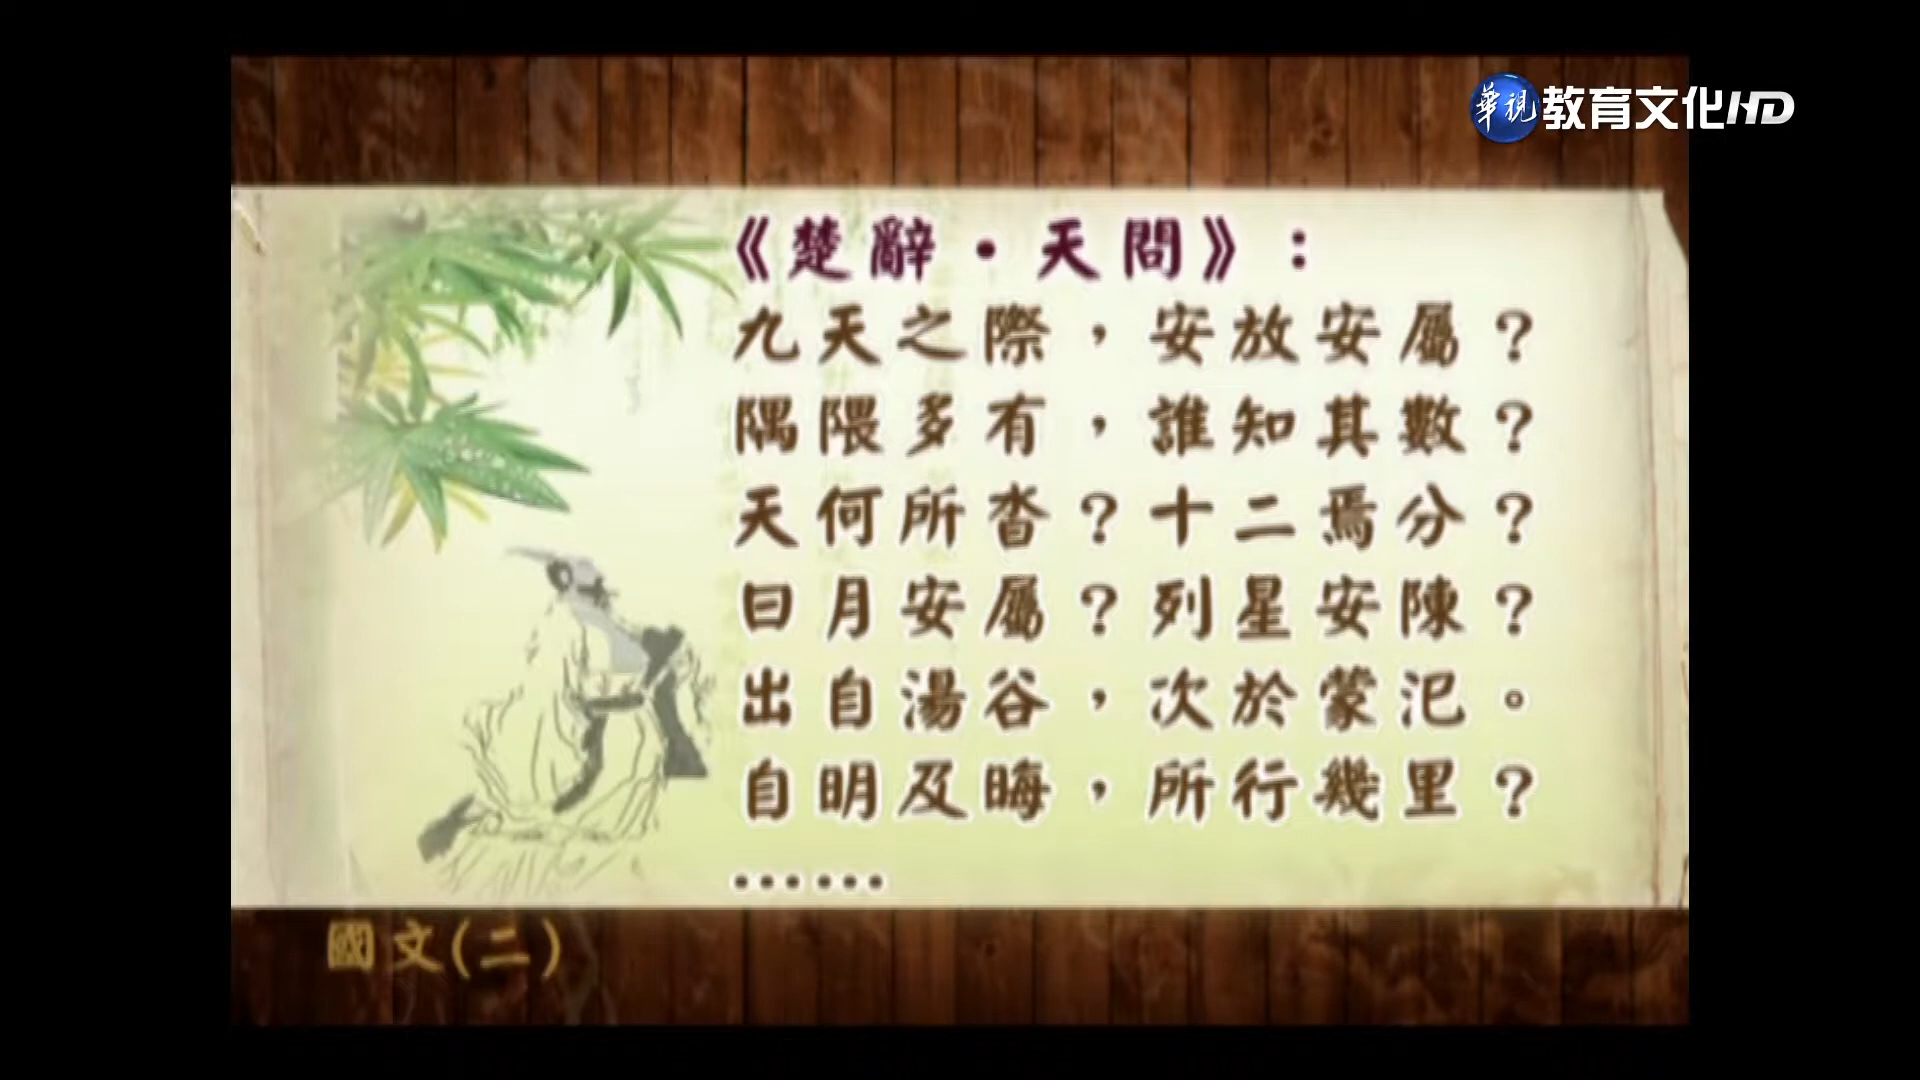 華視教育文化HD
《楚辭·天問》：
九天之際，安放安屬？
隅隈多有，誰知其數？
天何所沓？十二焉分？
日月安屬？列星安陳？
出自湯谷，次於蒙汜。
自明及晦，所行幾里？
……
國文(二)